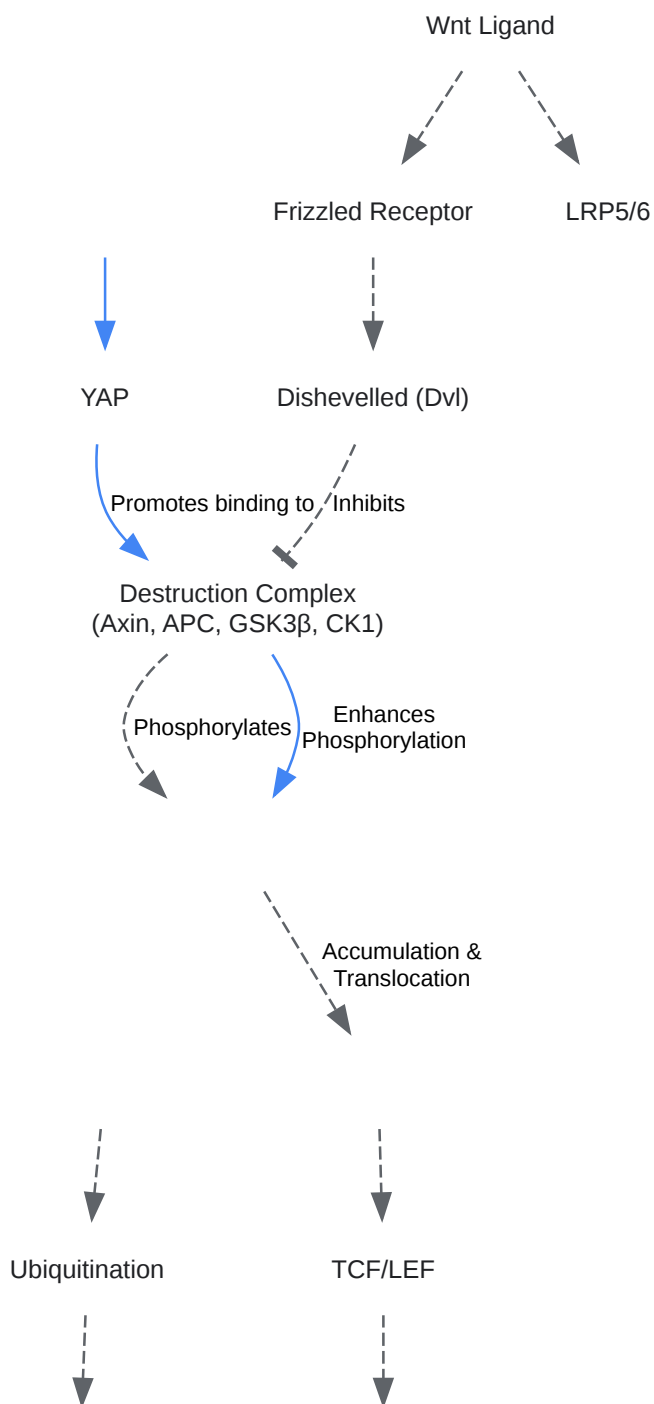 Wnt Ligand
Frizzled Receptor
LRP5/6
YAP
Dishevelled (Dvl)
Promotes binding to
Inhibits
Destruction Complex
(Axin, APC, GSK3β, CK1)
Phosphorylates
Enhances
Phosphorylation
Accumulation &
Translocation
Ubiquitination
TCF/LEF